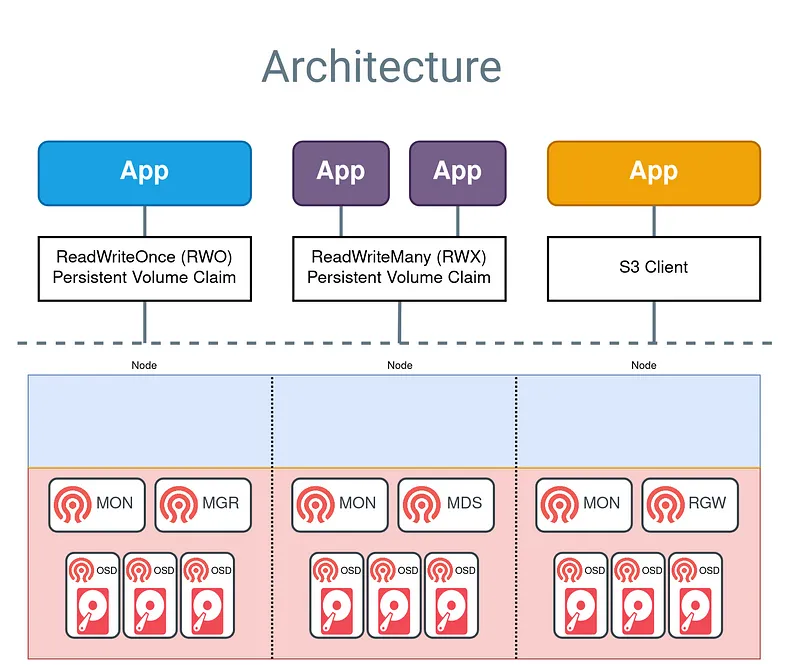 Architecture
App
App
App
App
ReadWriteOnce (RWO)
Persistent Volume Claim
ReadWriteMany (RWX)
Persistent Volume Claim
S3 Client
Node
Node
Node
MON
MGR
MON
MDS
MON
RGW
OSD
OSD
OSD
OSD
OSD
OSD
OSD
OSD
OSD